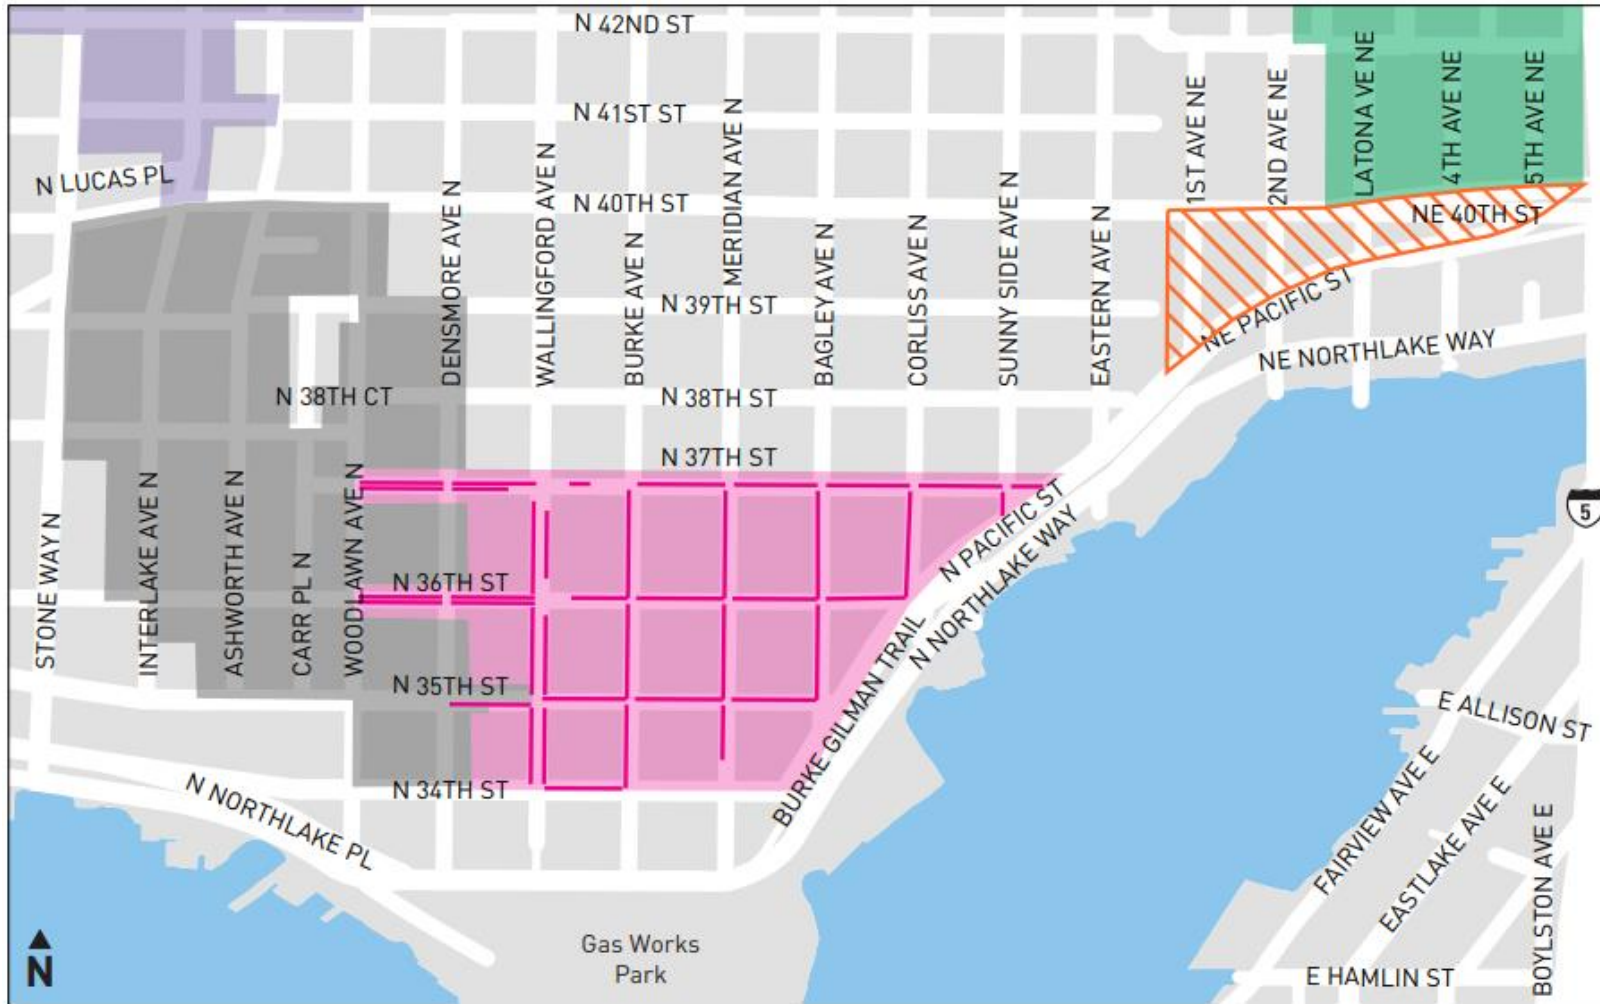 N 42ND ST
N 41ST ST
N LUCAS PL
N 40TH ST
NE 40TH ST
N 39TH ST
NE PACIFIC ST
NE NORTHLAKE WAY
N 38TH CT
N 38TH ST
N 37TH ST
DENSMORE AVE N
WALLINGFORD AVE N
BURKE AVE N
MERIDIAN AVE N
BAGLEY AVE N
CORLISS AVE N
SUNNY SIDE AVE N
EASTERN AVE N
1ST AVE NE
2ND AVE NE
LATONA AVE NE
4TH AVE NE
5TH AVE NE
STONE WAY N
INTERLAKE AVE N
ASHWORTH AVE N
CARR PL N
WOODLAWN AVE N
N 36TH ST
N PACIFIC ST
N NORTHLAKE WAY
5
N 35TH ST
BURKE GILMAN TRAIL
N 34TH ST
N NORTHLAKE PL
E ALLISON ST
FAIRVIEW AVE E
EASTLAKE AVE E
BOYLSTON AVE E
E HAMLIN ST
Gas Works
Park
N